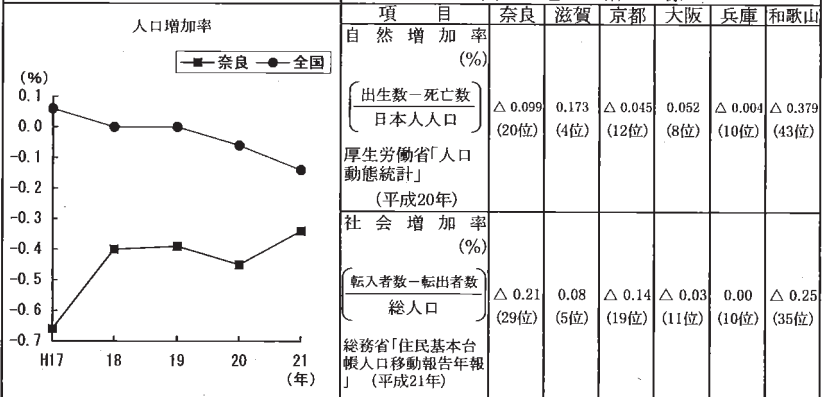 人口増加率
奈良 全国
(%)
0.1
0.0
-0.1
-0.2
-0.3
-0.4
-0.5
-0.6
-0.7
H17 18 19 20 21
(年)
項 目 奈良 滋賀 京都 大阪 兵庫 和歌山
自然増加率
(%)
出生数－死亡数
日本人人口
△ 0.099 0.173 △ 0.045 0.052 △ 0.004 △ 0.379
(20位) (4位) (12位) (8位) (10位) (43位)
厚生労働省「人口
動態統計」
(平成20年)
社会増加率
(%)
転入者数－転出者数
総人口
△ 0.21 0.08 △ 0.14 △ 0.03 0.00 △ 0.25
(29位) (5位) (19位) (11位) (10位) (35位)
総務省「住民基本台
帳人口移動報告年報
」 (平成21年)